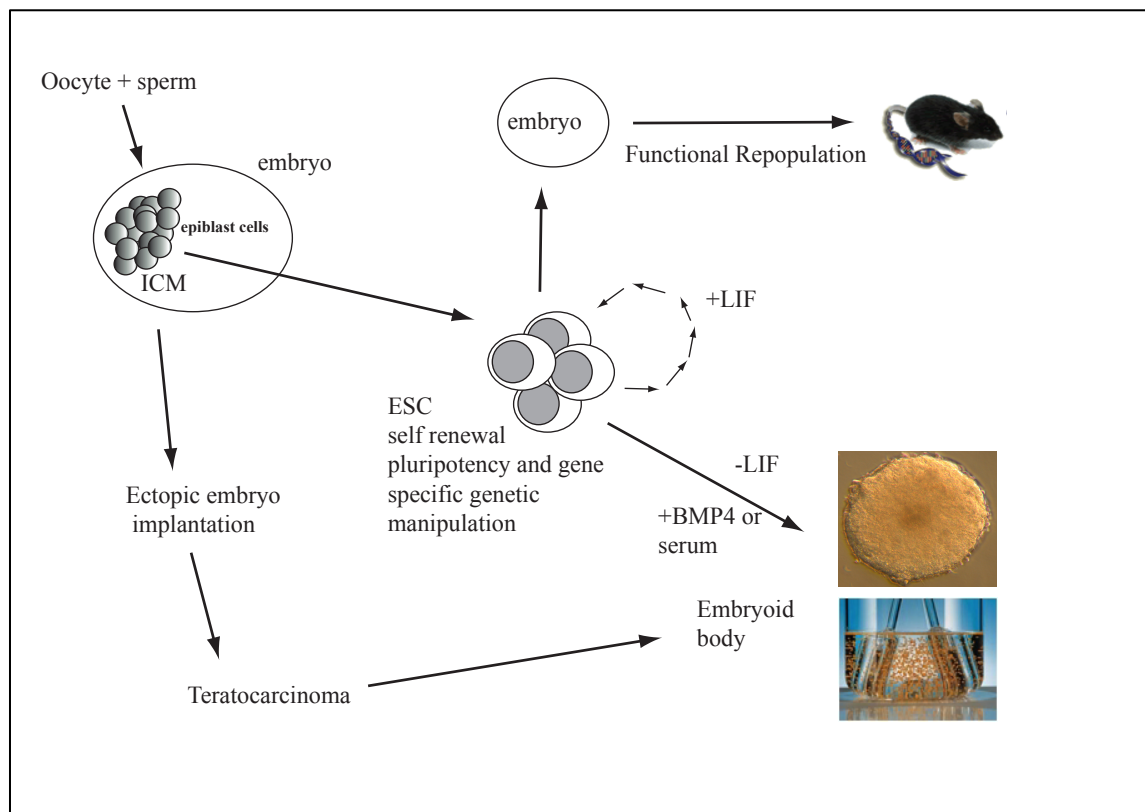 Oocyte + sperm
embryo
epiblast cells
ICM
embryo
Functional Repopulation
+LIF
ESC
self renewal
pluripotency and gene
specific genetic
manipulation
-LIF
+BMP4 or
serum
Ectopic embryo
implantation
Embryoid
body
Teratocarcinoma